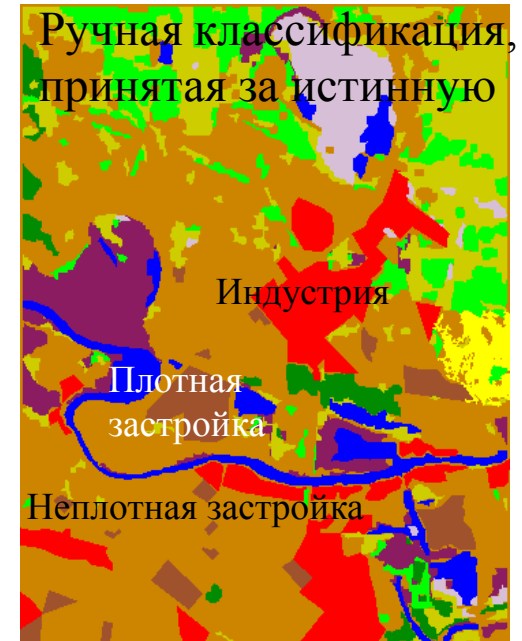 Ручная классификация,
принятая за истинную
Индустрия
Плотная
застройка
Неплотная застройка